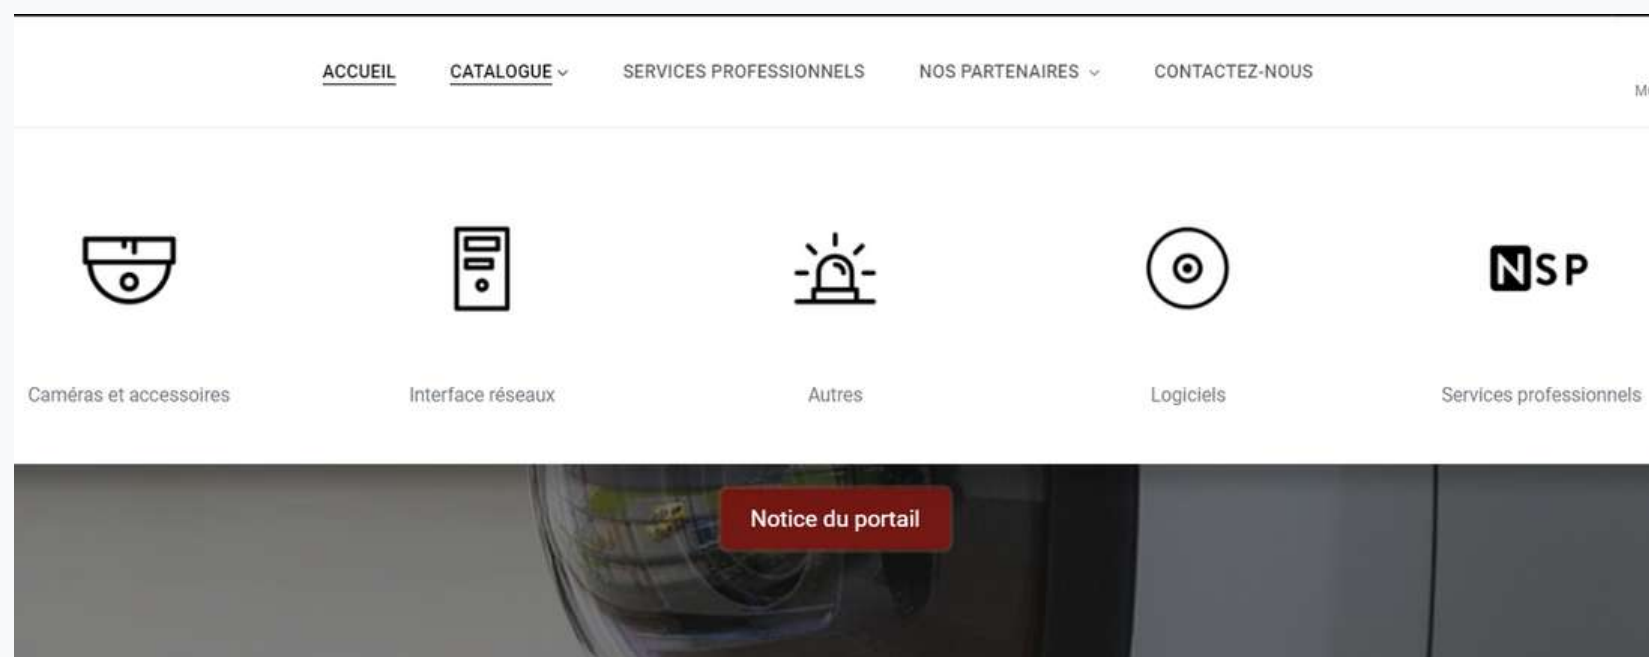 ACCUEIL CATALOGUE SERVICES PROFESSIONNELS NOS PARTENAIRES CONTACTEZ-NOUS
NSP
Caméras et accessoires Interface réseaux Autres Logiciels Services professionnels
Notice du portail